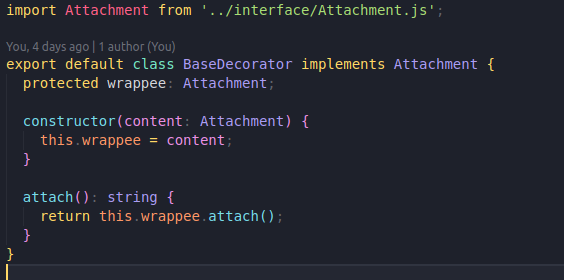 import Attachment from '../interface/Attachment.js';
You, 4 days ago | 1 author (You)
export default class BaseDecorator implements Attachment {
protected wrappee: Attachment;
constructor(content: Attachment) {
this.wrappee = content;
}
attach(): string {
return this.wrappee.attach();
}
}